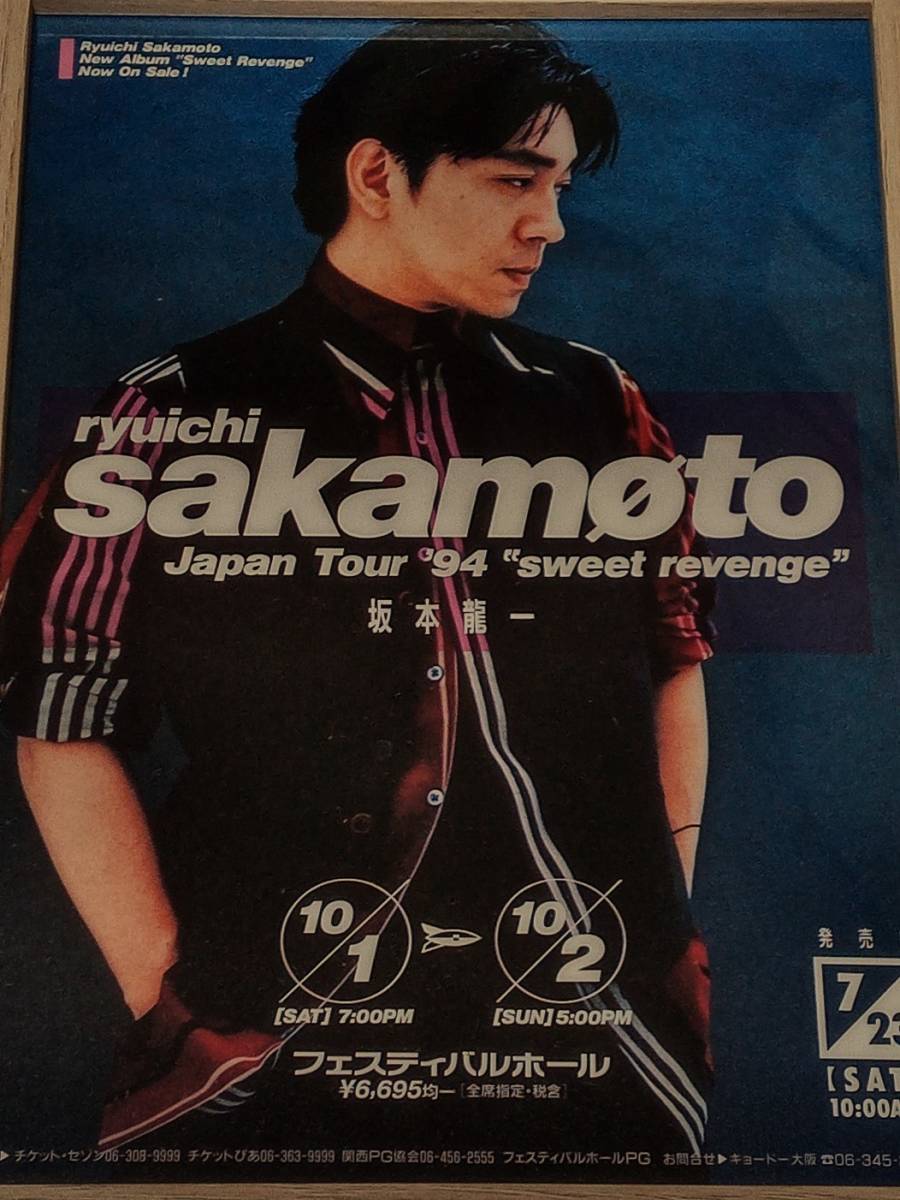 Ryuichi Sakamoto
New Album "Sweet Revenge"
Now On Sale!
ryuichi
sakamøto
Japan Tour '94 "sweet revenge"
坂本龍一
10/1 10/2
[SAT] 7:00PM [SUN] 5:00PM
フェスティバルホール
¥6,695均一 [全席指定・税含]
発売
7/23
[SAT
10:00A
▶チケット・セゾン06-308-9999 チケットぴあ06-363-9999 関西PG協会06-456-2555 フェスティバルホールPG お問合せ▶キョードー大阪 ☎06-345-